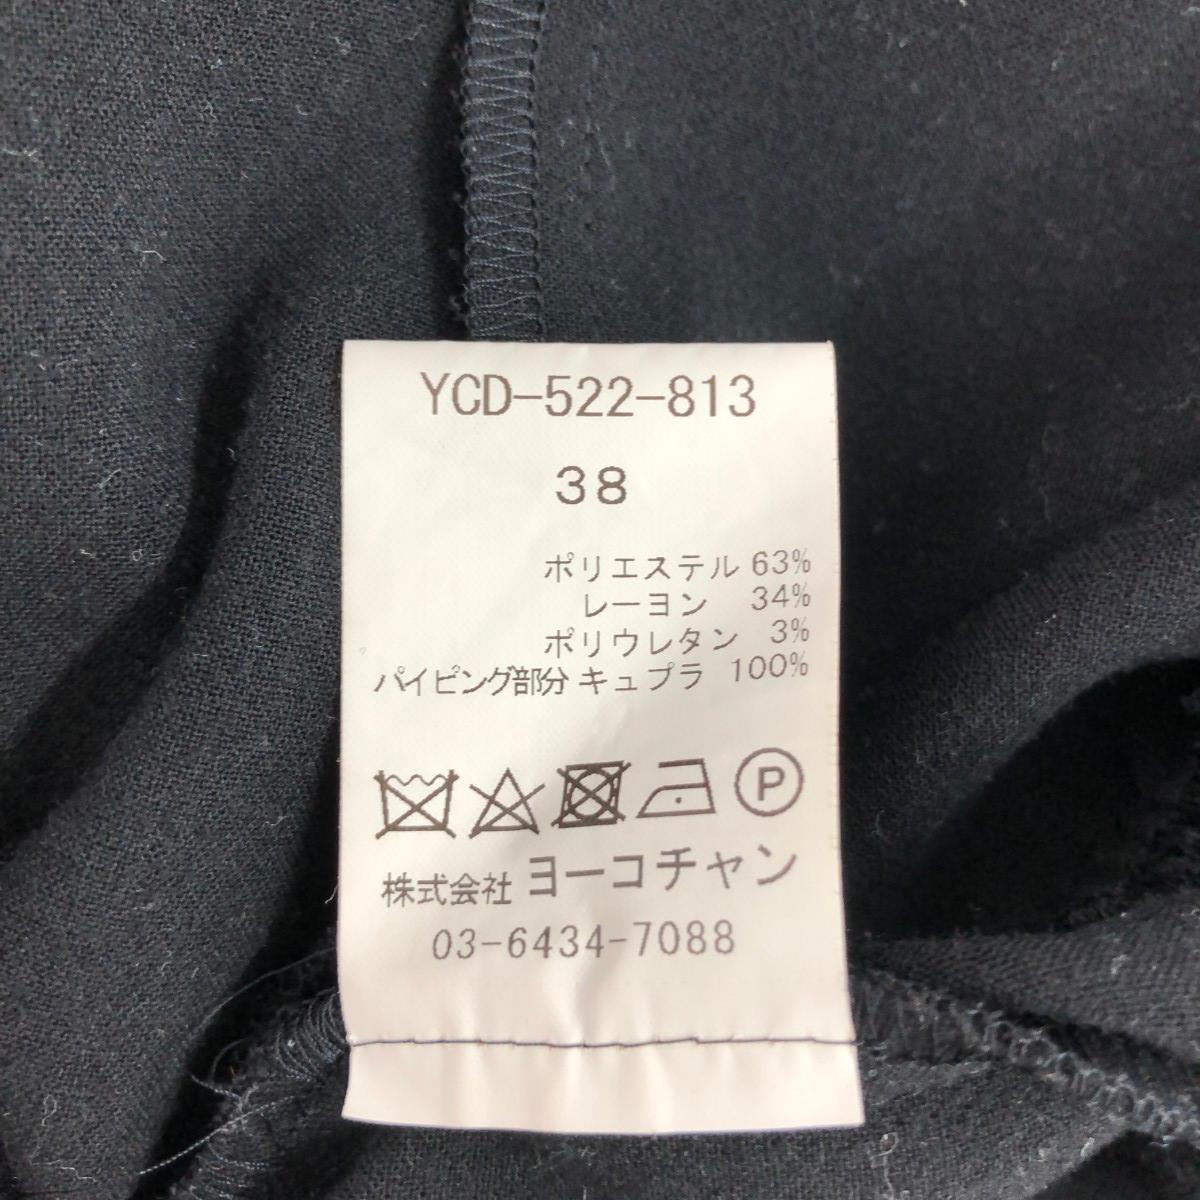 YCD-522-813
38
ポリエステル 63%
レーヨン 34%
ポリウレタン 3%
パイピング部分 キュプラ 100%
P
株式会社 ヨーコチャン
03-6434-7088